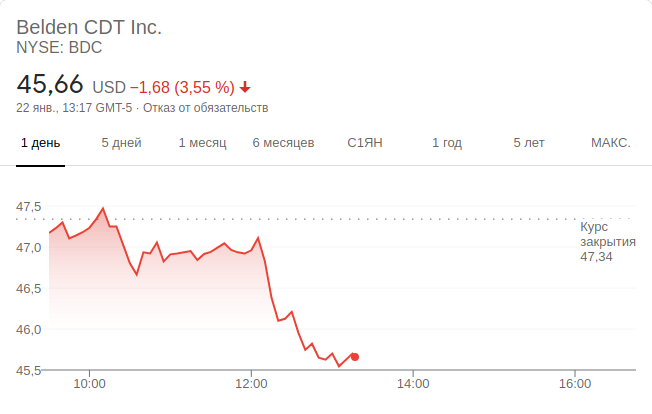 Belden CDT Inc.
NYSE: BDC
45,66 USD −1,68 (3,55 %)
22 янв., 13:17 GMT-5 · Отказ от обязательств
1 день 5 дней 1 месяц 6 месяцев С1ЯН 1 год 5 лет МАКС.
47,5
Курс
закрытия
47,34
47,0
46,5
46,0
45,5
10:00 12:00 14:00 16:00